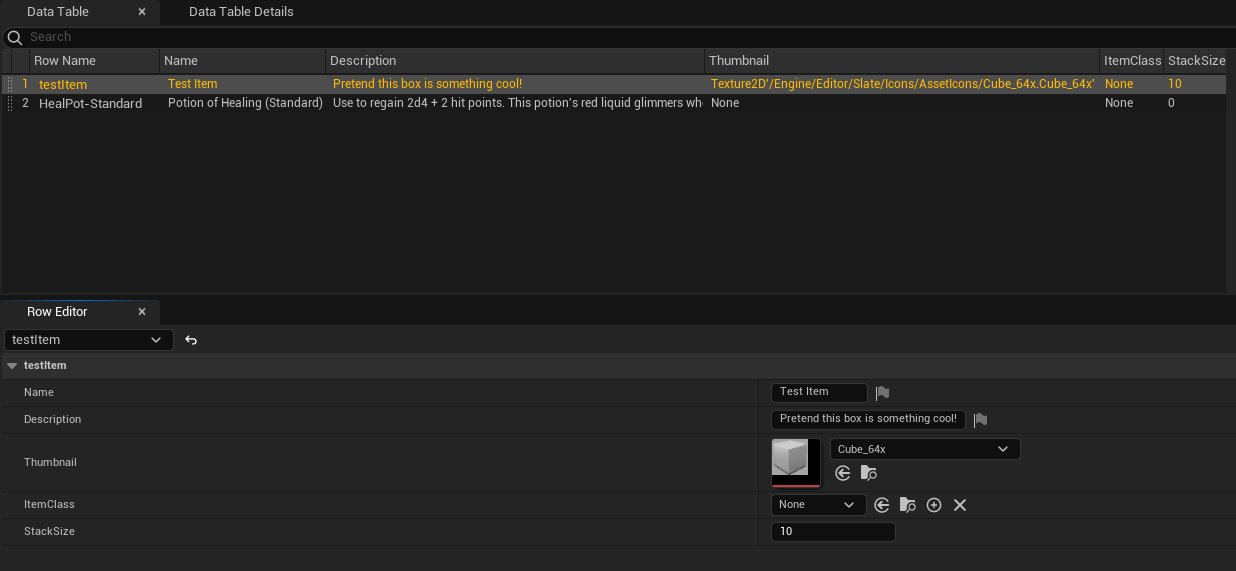 Data Table Data Table Details
Search
Row Name Name Description Thumbnail ItemClass StackSize
1 testItem Test Item Pretend this box is something cool! Texture2D'/Engine/Editor/Slate/Icons/AssetIcons/Cube_64x.Cube_64x' None 10
2 HealPot-Standard Potion of Healing (Standard) Use to regain 2d4 + 2 hit points. This potion's red liquid glimmers None None 0
Row Editor
testItem
testItem
Name Test Item
Description Pretend this box is something cool!
Thumbnail Cube_64x
ItemClass None
StackSize 10